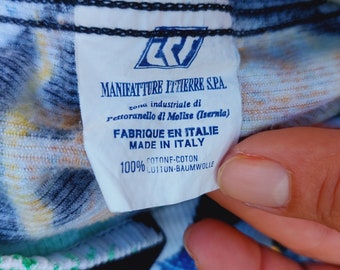 MANIFATTURE ITTIERRE S.P.A.
zona industriale di
Pettoranello di Molise (Isernia)
FABRIQUE EN ITALIE
MADE IN ITALY
100% COTONE-COTON
COTTON-BAUMWOLLE